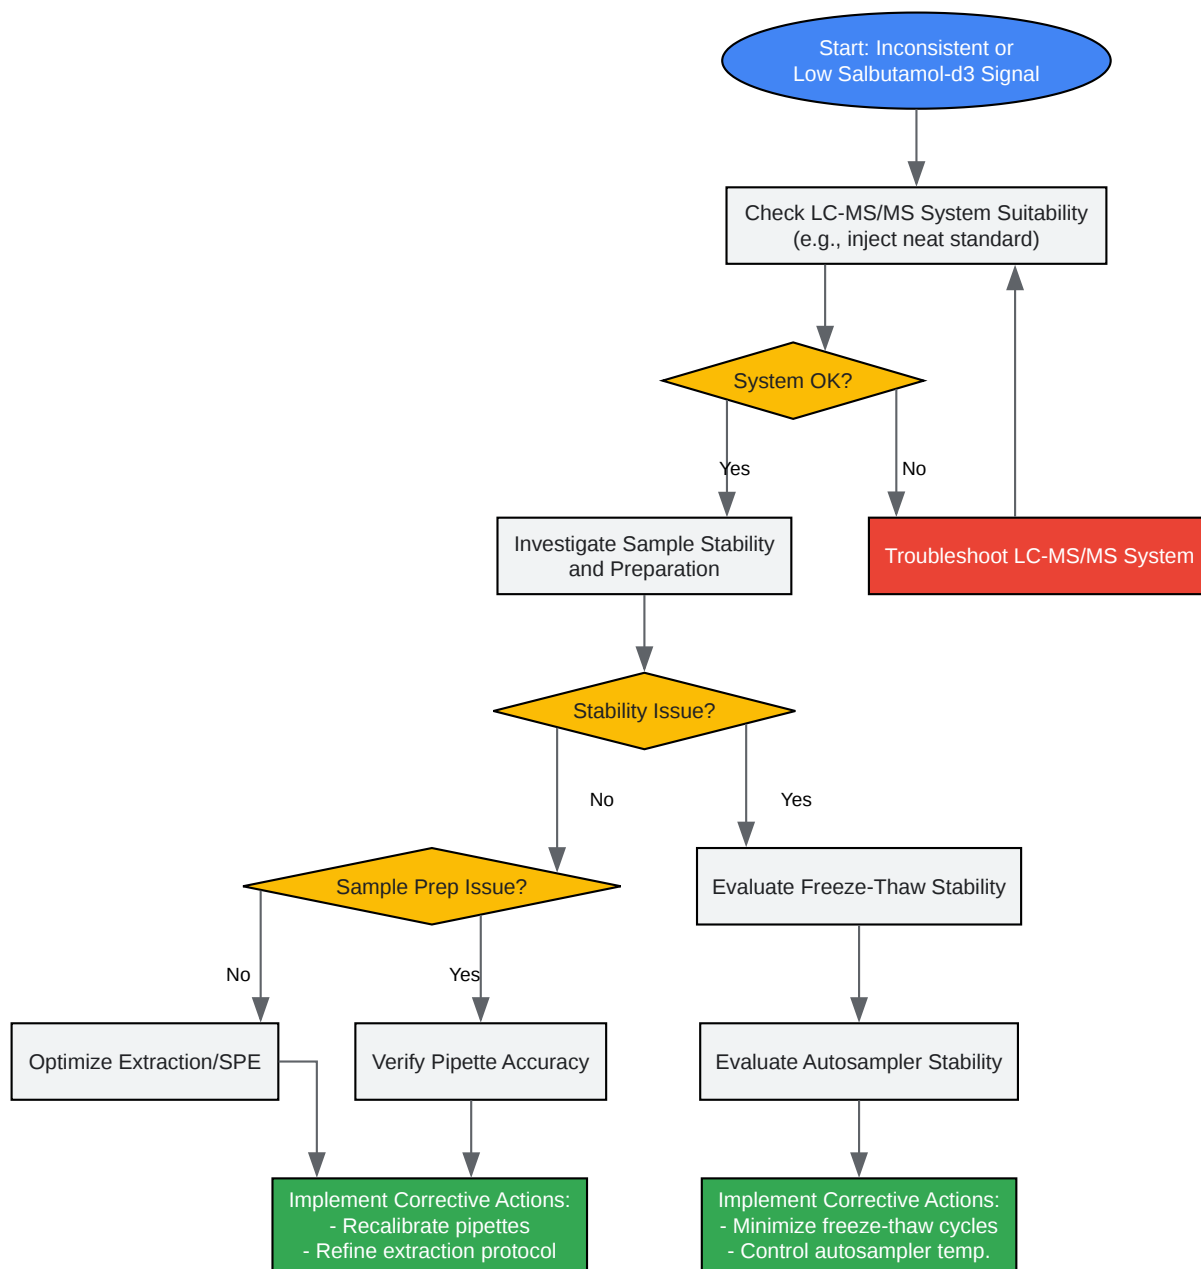 Start: Inconsistent or
Low Salbutamol-d3 Signal
Check LC-MS/MS System Suitability
(e.g., inject neat standard)
System OK?
Yes
No
Investigate Sample Stability
and Preparation
Troubleshoot LC-MS/MS System
Stability Issue?
No
Yes
Sample Prep Issue?
Evaluate Freeze-Thaw Stability
No
Yes
Optimize Extraction/SPE
Verify Pipette Accuracy
Evaluate Autosampler Stability
Implement Corrective Actions:
- Recalibrate pipettes
- Refine extraction protocol
Implement Corrective Actions:
- Minimize freeze-thaw cycles
- Control autosampler temp.